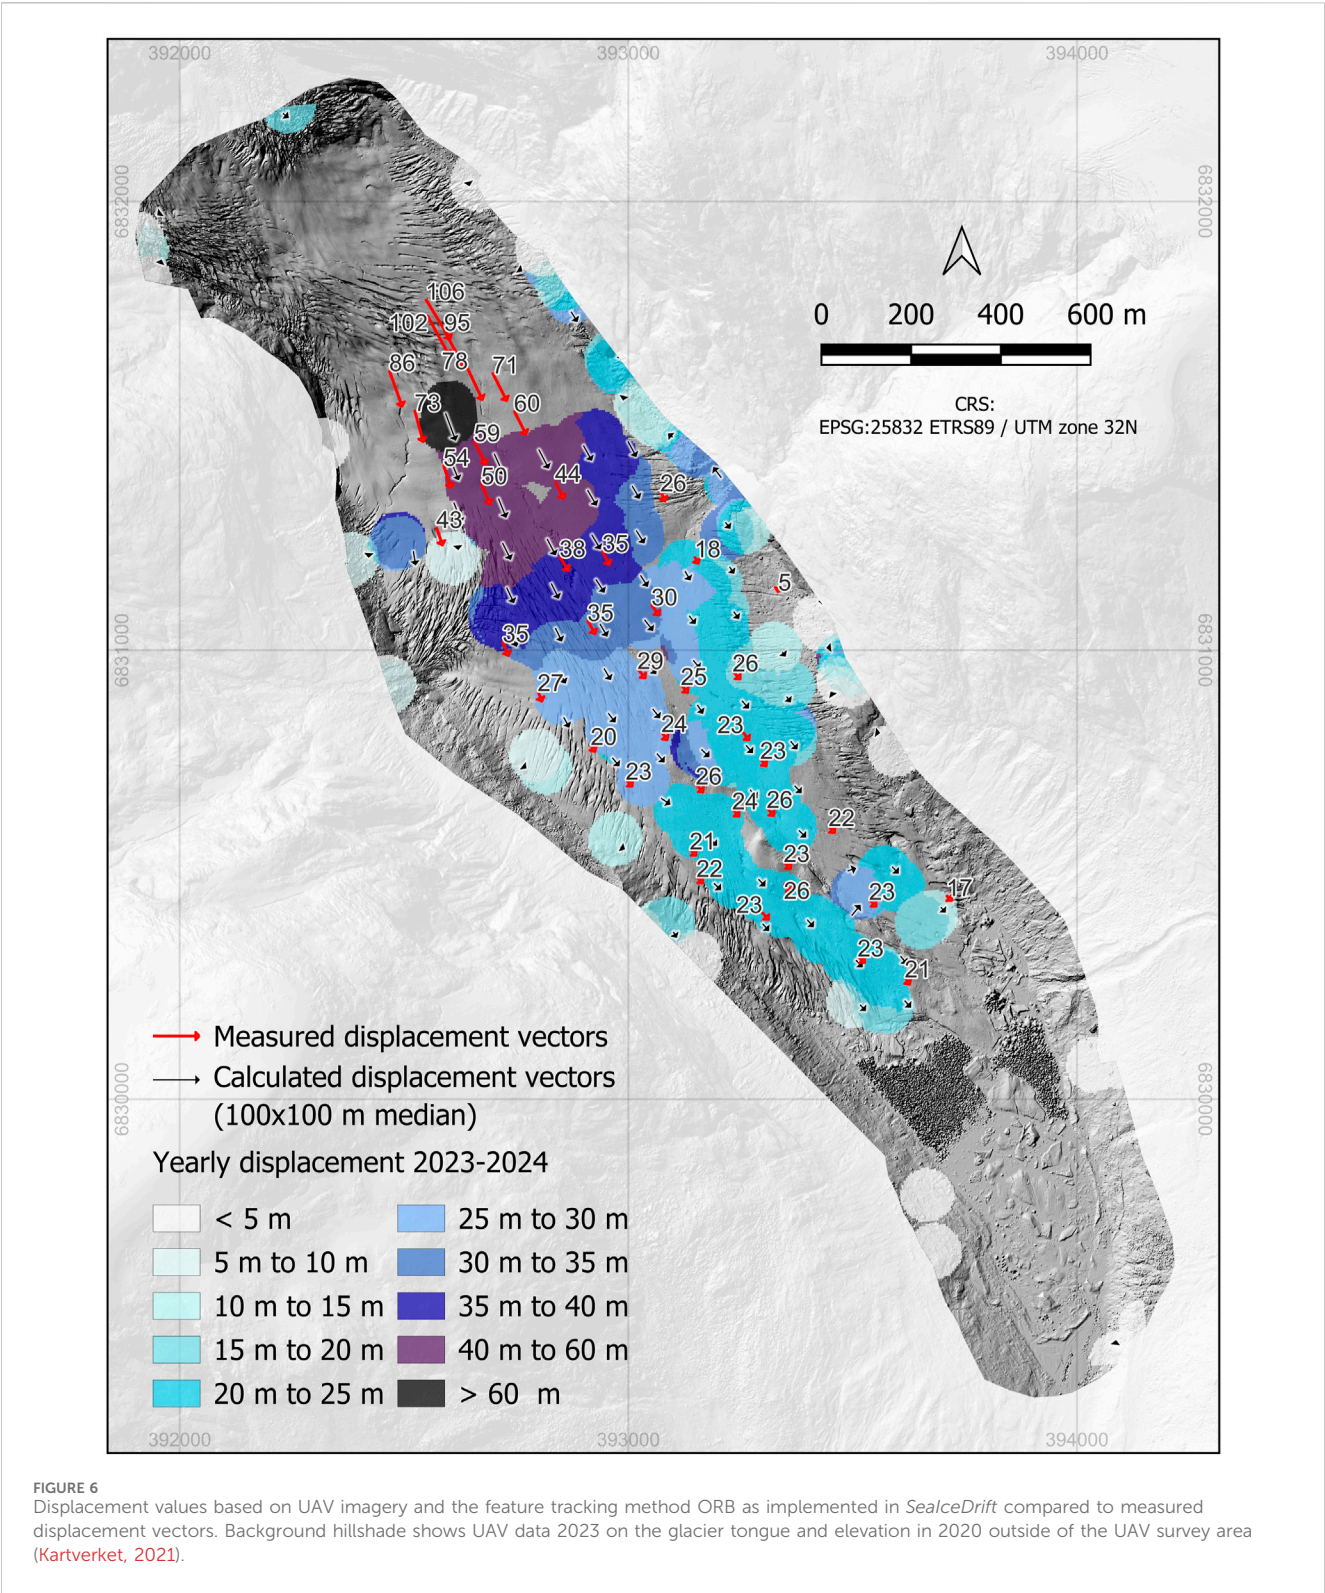 392000 393000 394000
6832000 6832000
106
102 95
86 78 71
73 60
59
54 50 44 26
43
38 35 18
5
30
35 35
29 26
27 25
24 23
20 23
23 26
24 26 22
21 23
22 26 23 17
23
23
21
0 200 400 600 m
CRS:
EPSG:25832 ETRS89 / UTM zone 32N
6831000 6831000
6830000 6830000
Measured displacement vectors
Calculated displacement vectors
(100x100 m median)
Yearly displacement 2023-2024
< 5 m
5 m to 10 m
10 m to 15 m
15 m to 20 m
20 m to 25 m
25 m to 30 m
30 m to 35 m
35 m to 40 m
40 m to 60 m
> 60 m
392000 393000 394000
FIGURE 6
Displacement values based on UAV imagery and the feature tracking method ORB as implemented in SeaIceDrift compared to measured
displacement vectors. Background hillshade shows UAV data 2023 on the glacier tongue and elevation in 2020 outside of the UAV survey area
(Kartverket, 2021).